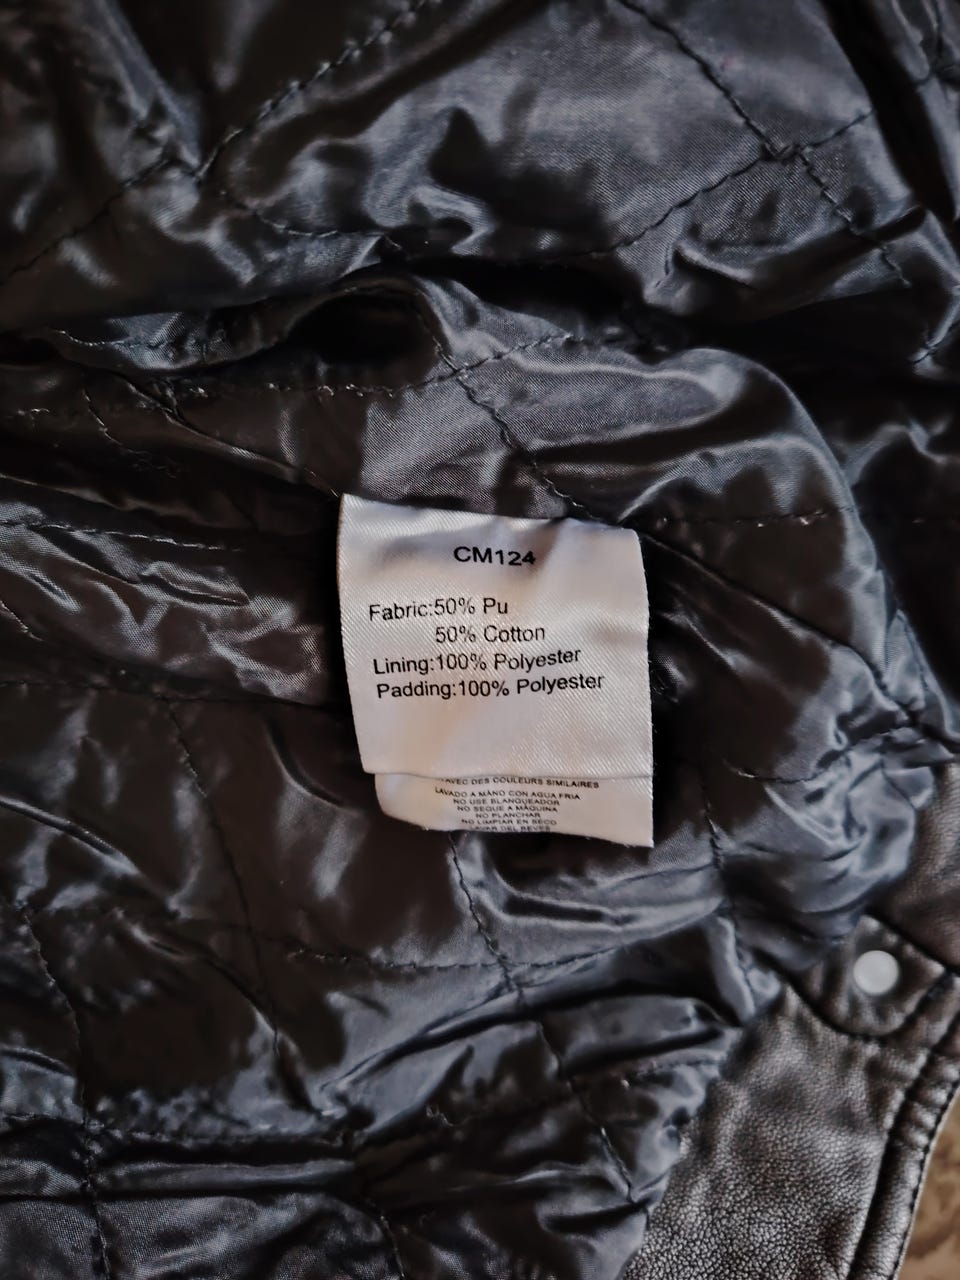 CM124
Fabric:50% Pu
50% Cotton
Lining:100% Polyester
Padding:100% Polyester
AVEC DES COULEURS SIMILAIRES
LAVADO A MANO CON AGUA FRIA
NO USE BLANQUEADOR
NO SEQUE A MAQUINA
NO PLANCHAR
NO LIMPIAR EN SECO
LAVAR DEL REVES